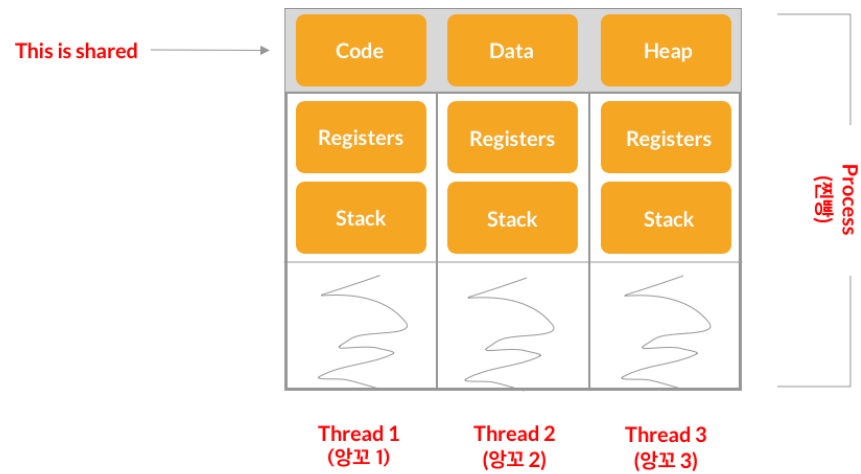 This is shared
Code Data Heap
Registers Registers Registers
Stack Stack Stack
Process
(찐빵)
Thread 1 Thread 2 Thread 3
(앙꼬 1) (앙꼬 2) (앙꼬 3)